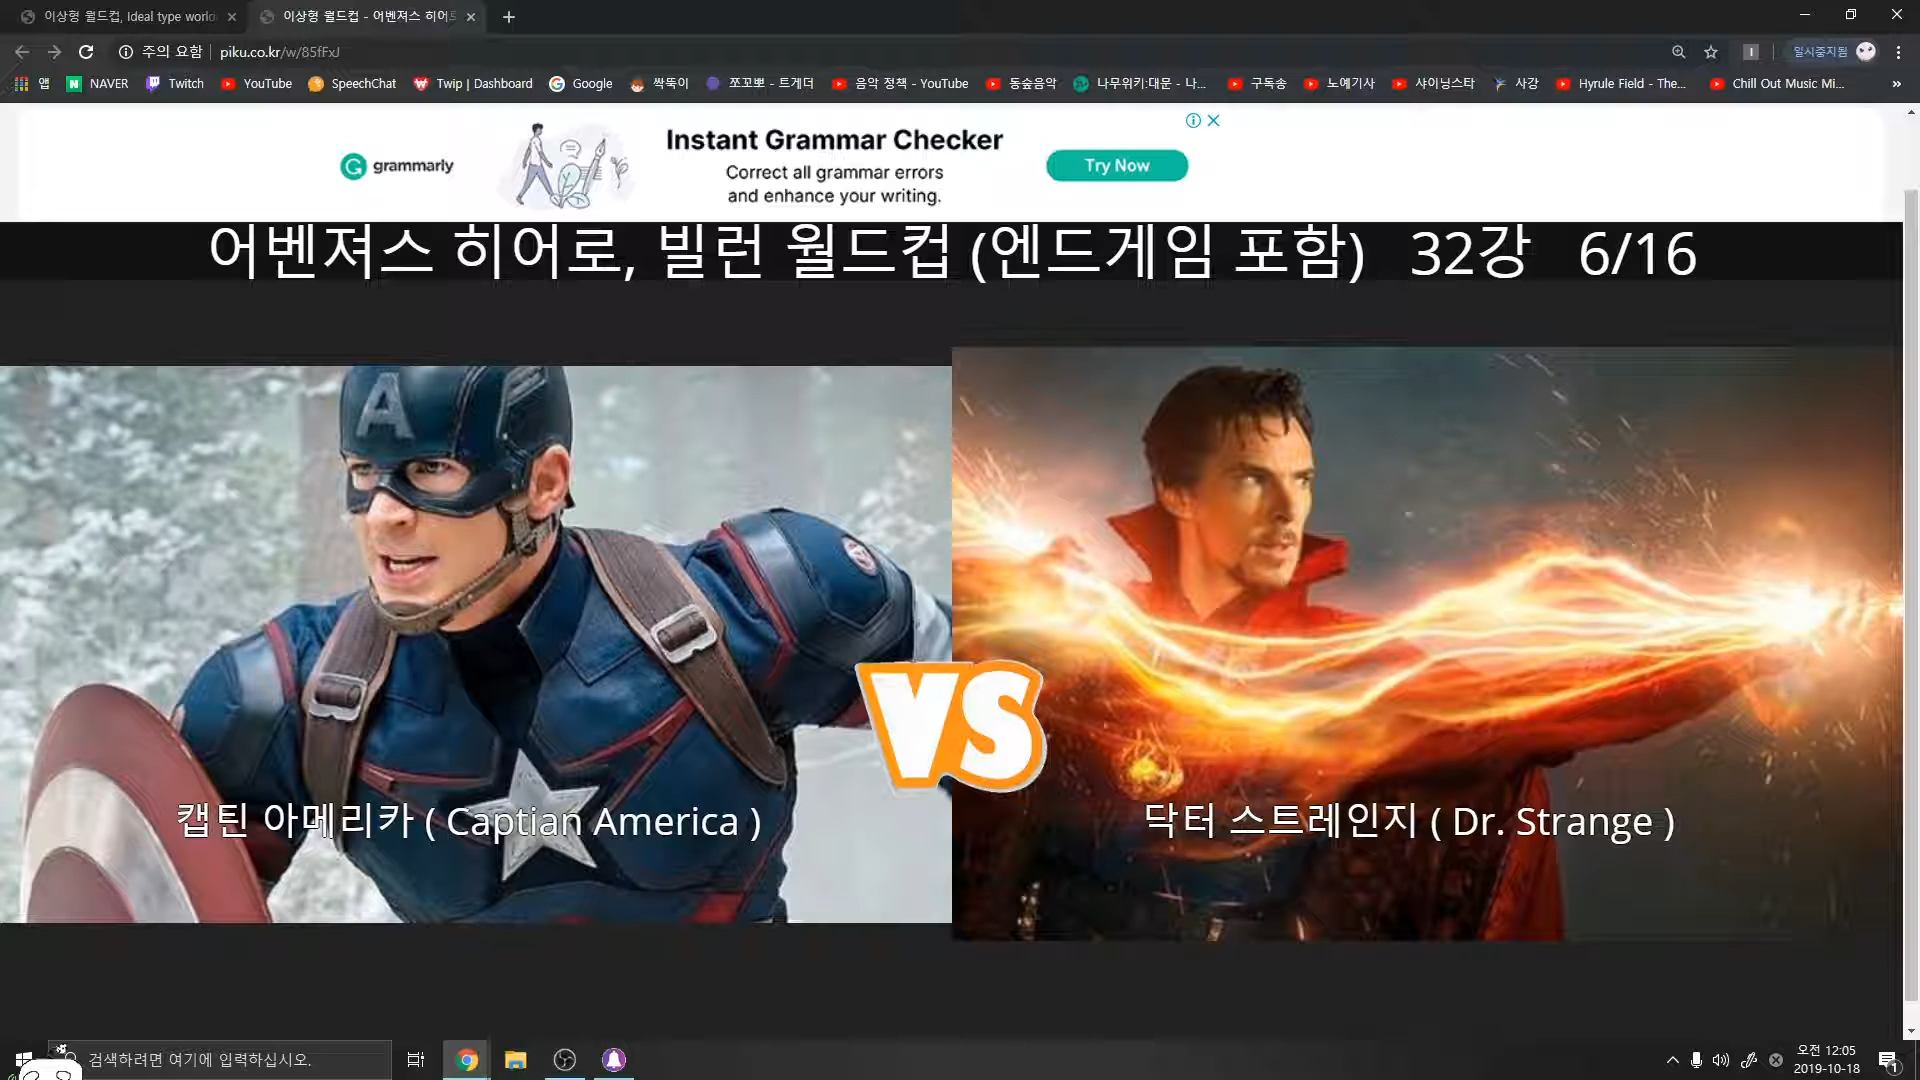 이상형 월드컵, Ideal type world
이상형 월드컵 - 어벤져스 히어로
주의 요함
piku.co.kr/w/85fFxJ
일시중지됨
앱
NAVER
Twitch
YouTube
SpeechChat
Twip | Dashboard
Google
싹뚝이
쪼꼬뽀 - 트게더
음악 정책 - YouTube
동숲음악
나무위키:대문 - 나...
구독송
노예기사
샤이닝스타
사강
Hyrule Field - The...
Chill Out Music Mi...
»
grammarly
Instant Grammar Checker
Correct all grammar errors
and enhance your writing.
Try Now
어벤져스 히어로, 빌런 월드컵 (엔드게임 포함) 32강 6/16
A
VS
캡틴 아메리카 ( Captian America )
닥터 스트레인지 ( Dr. Strange )
검색하려면 여기에 입력하십시오.
오전 12:05
2019-10-18
1